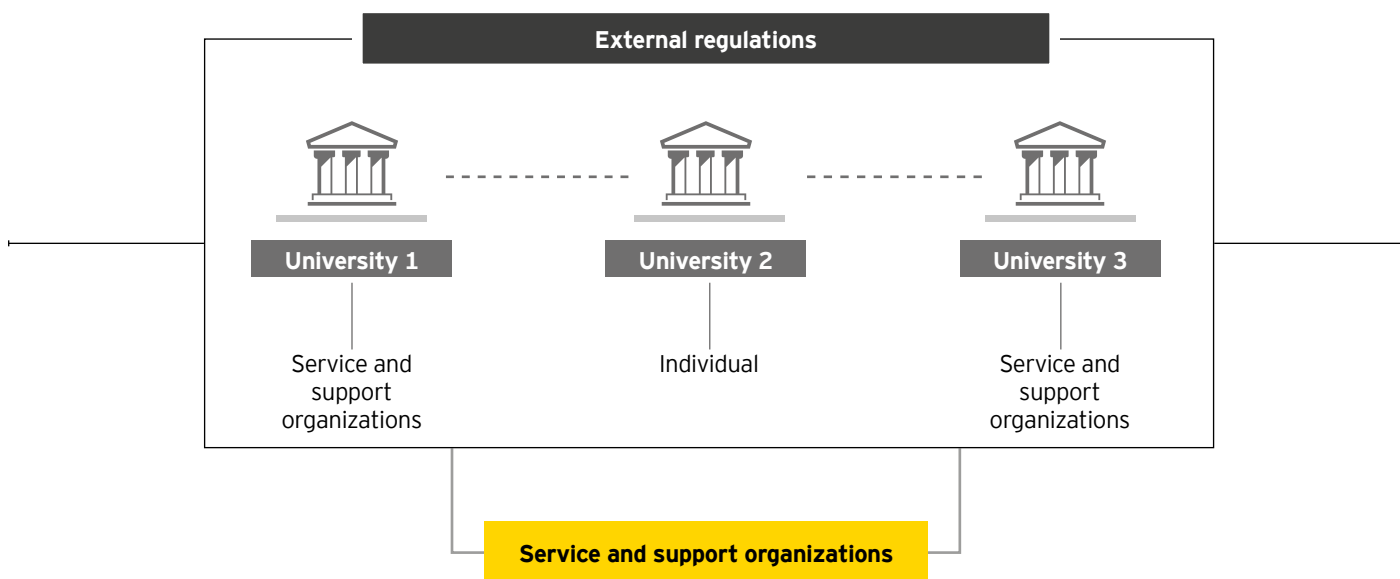 External regulations
University 1
University 2
University 3
Service and
support
organizations
Individual
Service and
support
organizations
Service and support organizations